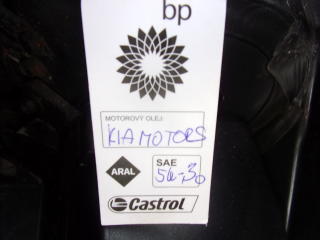 bp
MOTOROVÝ OLEJ:
KIA MOTORS
ARAL
SAE
5W-30
Castrol